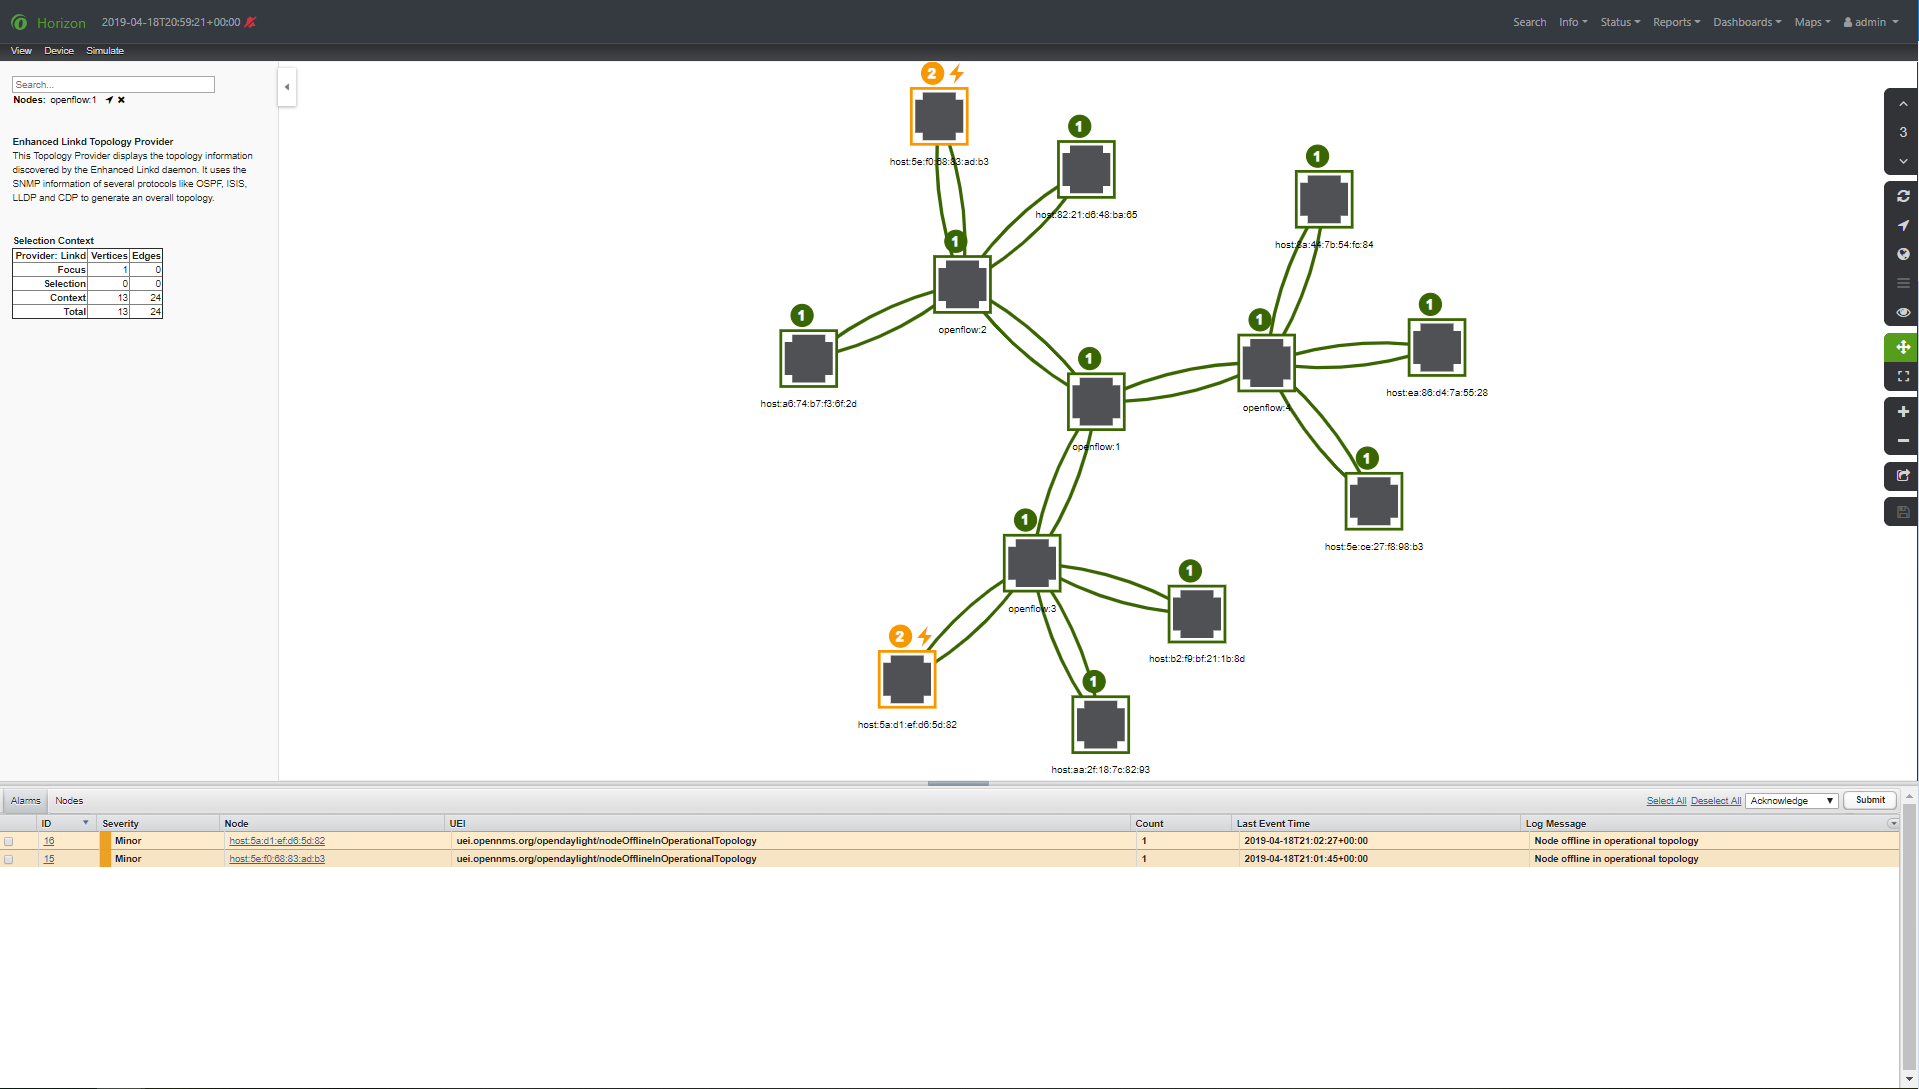 Horizon 2019-04-18T20:59:21+00:00 Search Info Status Reports Dashboards Maps admin
View Device Simulate
Search...
Nodes: openflow:1
Enhanced Linkd Topology Provider
This Topology Provider displays the topology information
discovered by the Enhanced Linkd daemon. It uses the
SNMP information of several protocols like OSPF, ISIS,
LLDP and CDP to generate an overall topology.
Selection Context
Provider: Linkd Vertices Edges
Focus 1 0
Selection 0 0
Context 13 24
Total 13 24
2
host:5e:f0:68:83:ad:b3
1
host:82:21:d6:48:ba:65
1
host:8a:44:7b:54:fc:84
1
openflow:2
1
host:a6:74:b7:f3:6f:2d
1
openflow:1
1
openflow:4
1
host:ea:86:d4:7a:55:28
1
host:5e:ce:27:f8:98:b3
1
openflow:3
1
host:b2:f9:bf:21:1b:8d
2
host:5a:d1:ef:d6:5d:82
1
host:aa:2f:18:7c:82:93
3
Alarms Nodes Select All Deselect All Acknowledge Submit
ID Severity Node UEI Count Last Event Time Log Message
16 Minor host:5a:d1:ef:d6:5d:82 uei.opennms.org/opendaylight/nodeOfflineInOperationalTopology 1 2019-04-18T21:02:27+00:00 Node offline in operational topology
15 Minor host:5e:f0:68:83:ad:b3 uei.opennms.org/opendaylight/nodeOfflineInOperationalTopology 1 2019-04-18T21:01:45+00:00 Node offline in operational topology